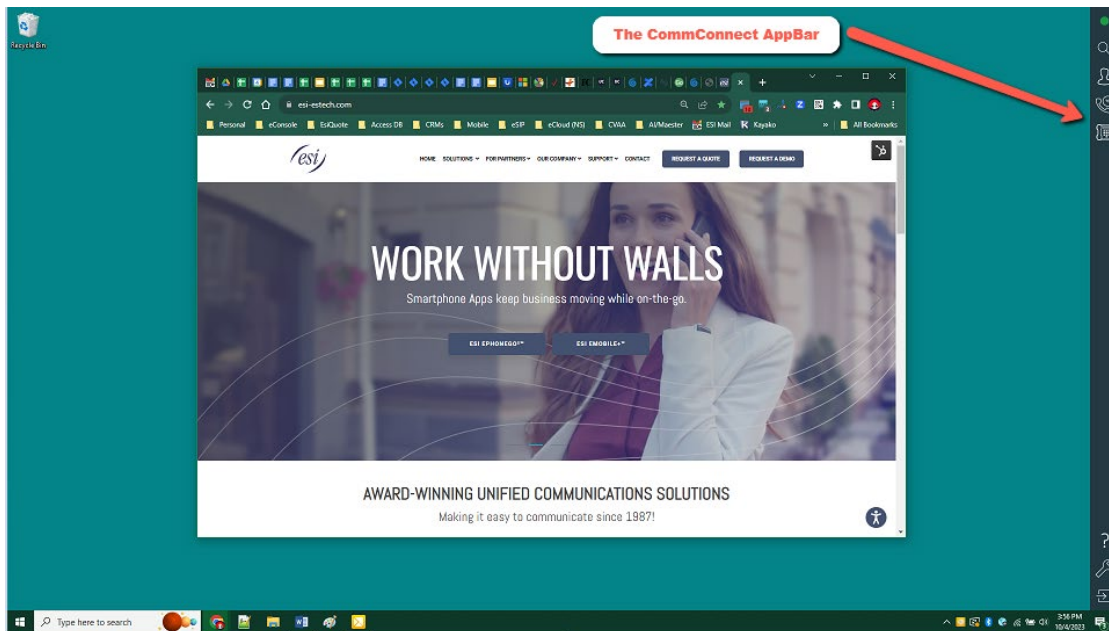 The CommConnect AppBar
Recycle Bin
esi-estech.com
Personal eConsole EsiQuote Access DB CRMs Mobile eSIP eCloud (NS) CVAA AI/Maester ESI Mail Kayako » All Bookmarks
esi
HOME SOLUTIONS FOR PARTNERS OUR COMPANY SUPPORT CONTACT REQUEST A QUOTE REQUEST A DEMO
WORK WITHOUT WALLS
Smartphone Apps keep business moving while on-the-go.
ESI EPHONEGO²™ ESI EMOBILE+™
AWARD-WINNING UNIFIED COMMUNICATIONS SOLUTIONS
Making it easy to communicate since 1987!
?
Type here to search
3:56 PM
10/4/2023